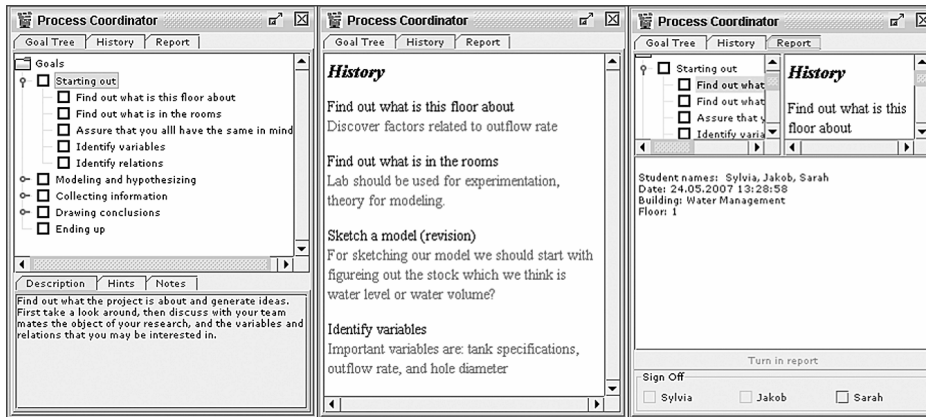 Process Coordinator
Goal Tree History Report
Goals
Starting out
Find out what is this floor about
Find out what is in the rooms
Assure that you alll have the same in mind
Identify variables
Identify relations
Modeling and hypothesizing
Collecting information
Drawing conclusions
Ending up
Description Hints Notes
Find out what the project is about and generate ideas.
First take a look around, then discuss with your team
mates the object of your research, and the variables and
relations that you may be interested in.
Process Coordinator
Goal Tree History Report
History
Find out what is this floor about
Discover factors related to outflow rate
Find out what is in the rooms
Lab should be used for experimentation,
theory for modeling.
Sketch a model (revision)
For sketching our model we should start with
figureing out the stock which we think is
water level or water volume?
Identify variables
Important variables are: tank specifications,
outflow rate, and hole diameter
Process Coordinator
Goal Tree History Report
Starting out
Find out what
Find out what
Assure that y
Identify varia
History
Find out what is this
floor about
Student names: Sylvia, Jakob, Sarah
Date: 24.05.2007 13:28:58
Building: Water Management
Floor: 1
Turn in report
Sign Off
Sylvia Jakob Sarah